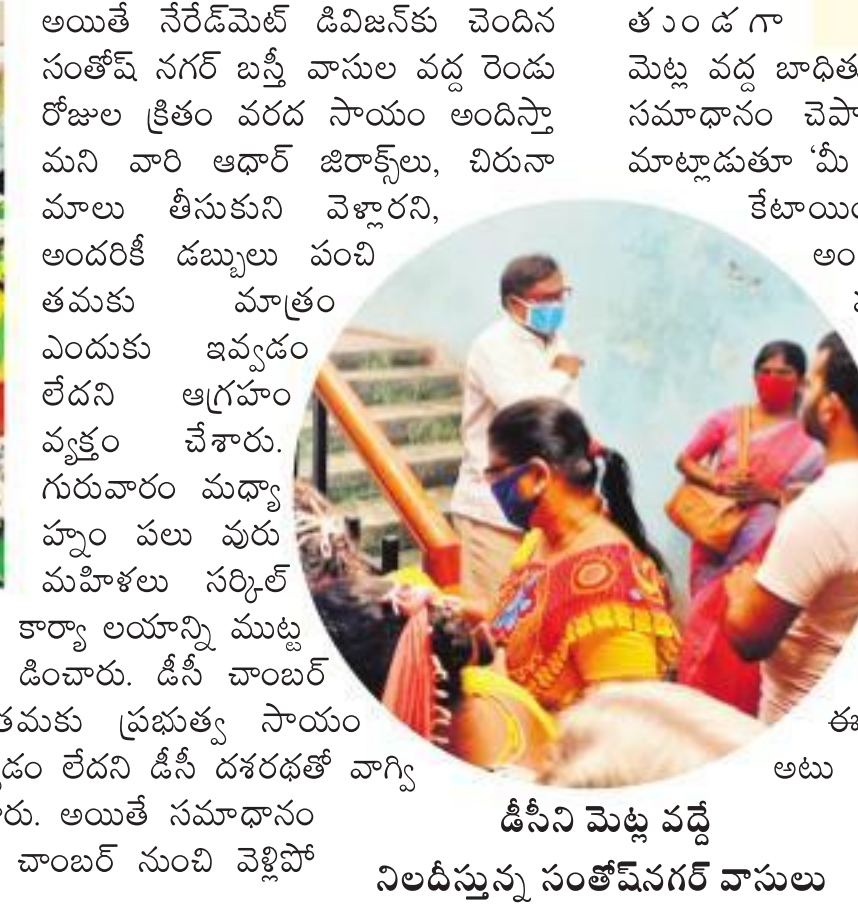 అయితే నేరేడ్‌మెట్ డివిజన్‌కు చెందిన
సంతోష్ నగర్ బస్తీ వాసుల వద్ద రెండు
రోజుల క్రితం వరద సాయం అందిస్తా
మని వారి ఆధార్ జిరాక్స్‌లు, చిరునా
మాలు తీసుకుని వెళ్లారని,
అందరికీ డబ్బులు పంచి
తమకు మాత్రం
ఎందుకు ఇవ్వడం
లేదని ఆగ్రహం
వ్యక్తం చేశారు.
గురువారం మధ్యా
హ్నం పలు వురు
మహిళలు సర్కిల్
కార్యా లయాన్ని ముట్ట
డించారు. డీసీ చాంబర్
తమకు ప్రభుత్వ సాయం
లేదని డీసీ దశరథతో వాగ్వి
అయితే సమాధానం
చాంబర్ నుంచి వెళ్లిపో
మెట్ల వద్ద
సమాధానం
మాట్లాడుతూ ‘మీ
అటు
డీసీని మెట్ల వద్దే
నిలదీస్తున్న సంతోష్‌నగర్ వాసులు